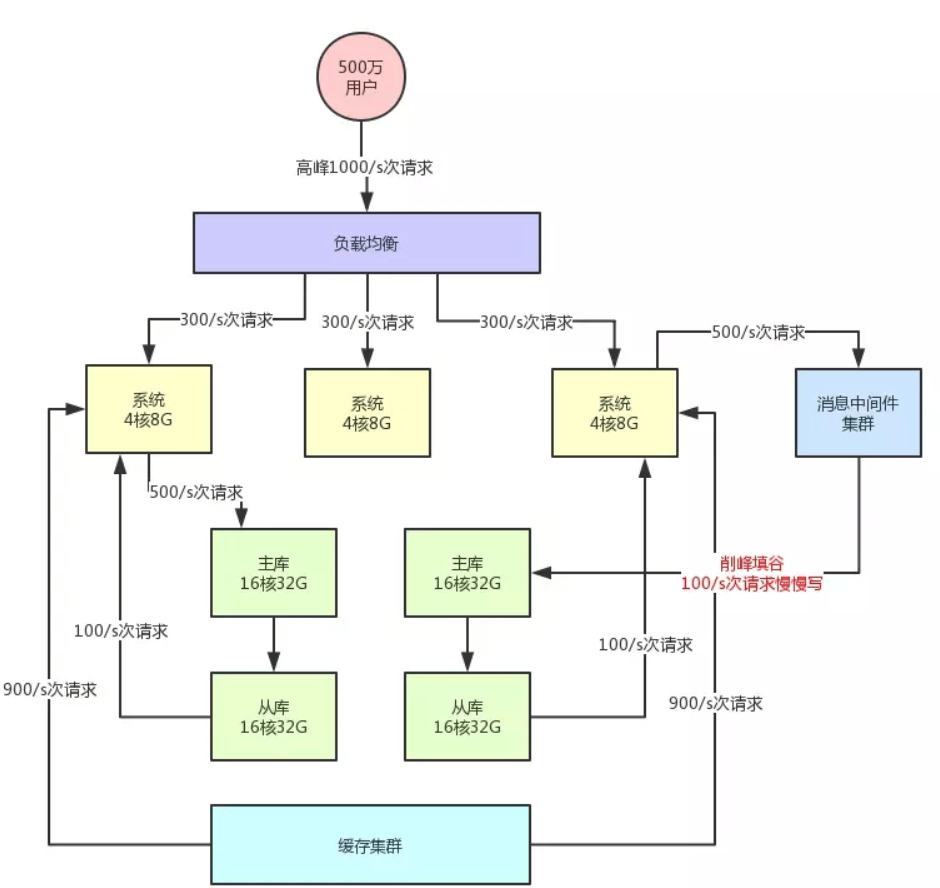 500万
用户
高峰1000/s次请求
负载均衡
300/s次请求
300/s次请求
300/s次请求
500/s次请求
系统
4核8G
系统
4核8G
系统
4核8G
消息中间件
集群
500/s次请求
主库
16核32G
主库
16核32G
削峰填谷
100/s次请求慢慢写
100/s次请求
100/s次请求
900/s次请求
从库
16核32G
从库
16核32G
900/s次请求
缓存集群